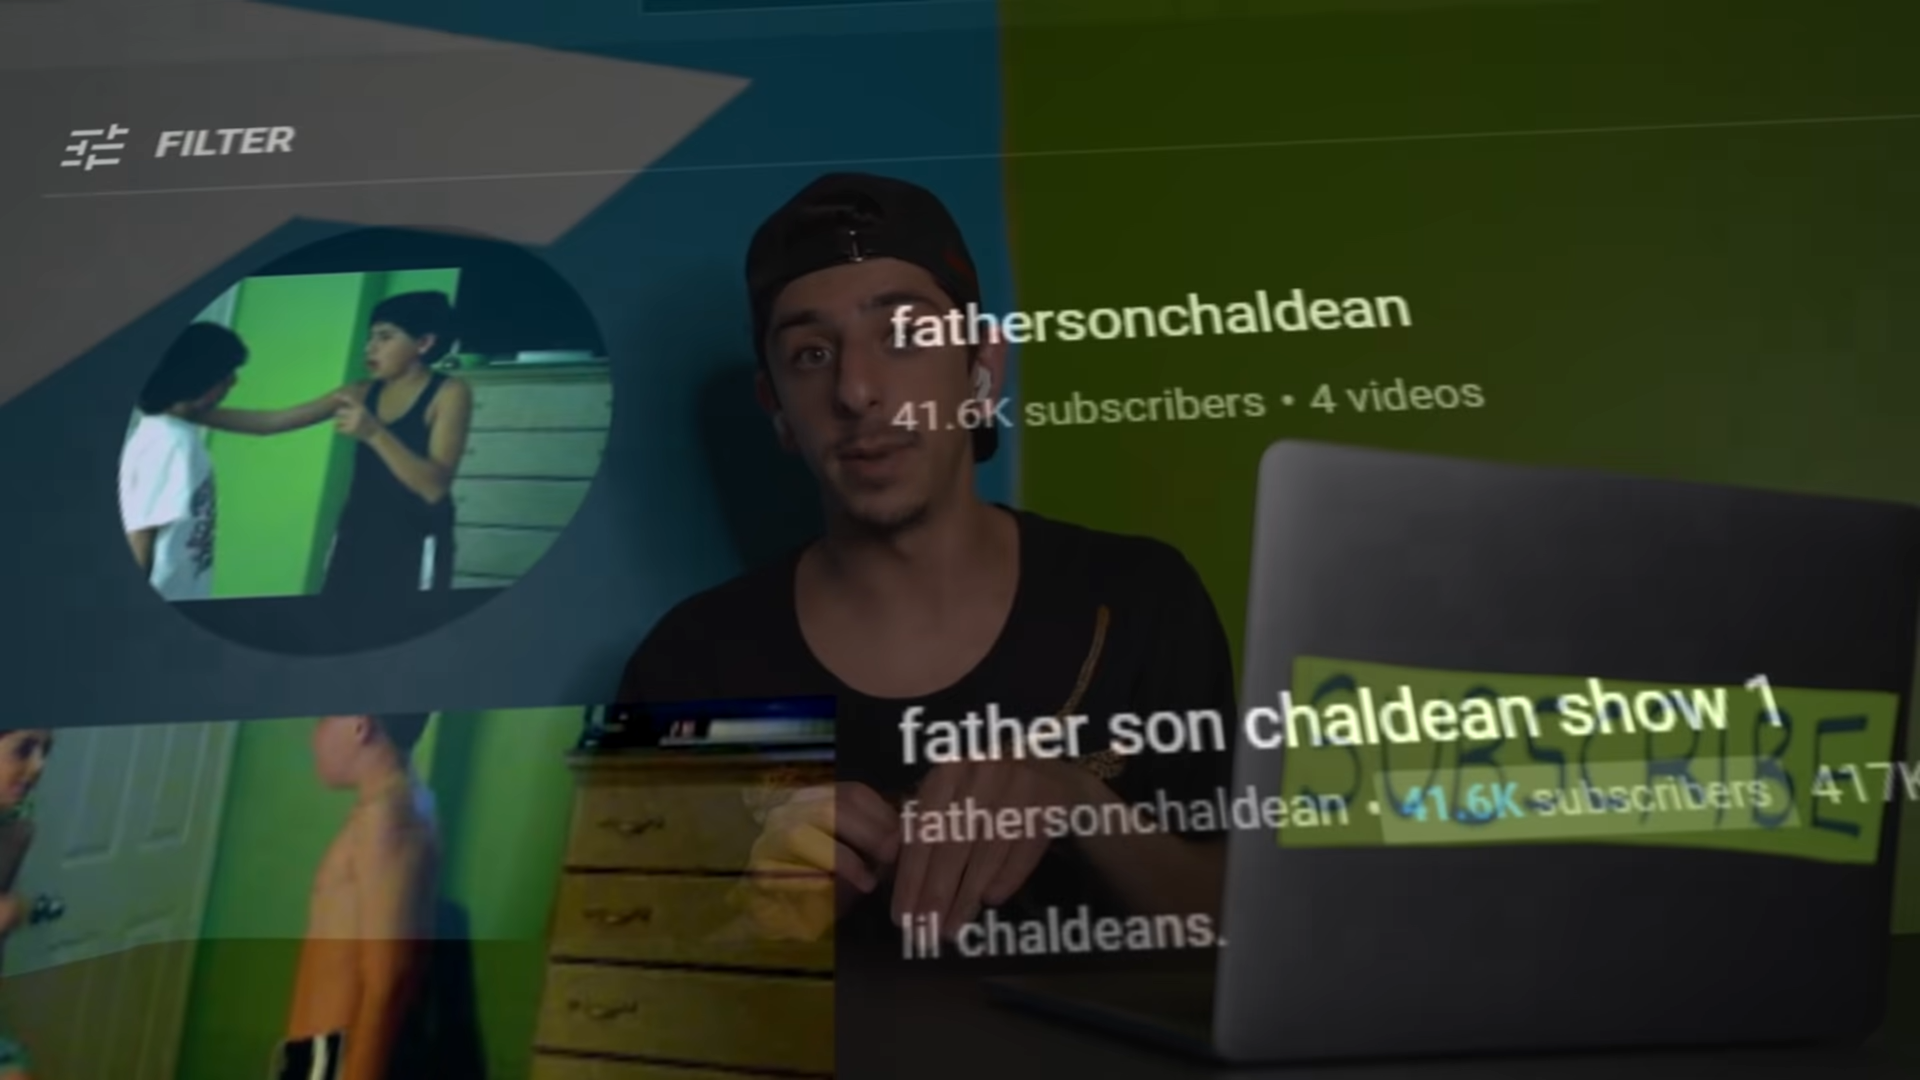 FILTER
fathersonchaldean
41.6K subscribers • 4 videos
father son chaldean show 1
SUBSCRIBE
fathersonchaldean • 41.6K subscribers 417K
lil chaldeans.